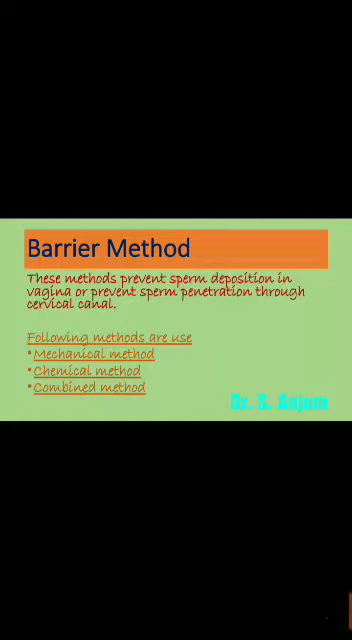 Barrier Method
These methods prevent sperm deposition in
vagina or prevent sperm penetration through
cervical canal.
Following methods are use
•Mechanical method
•Chemical method
•Combined method
Dr. S. Anjum